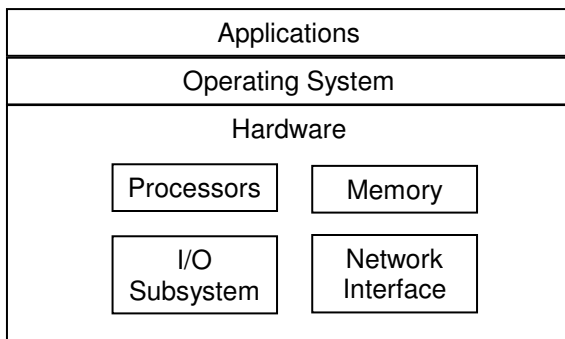 Applications
Operating System
Hardware
Processors
Memory
I/O
Subsystem
Network
Interface